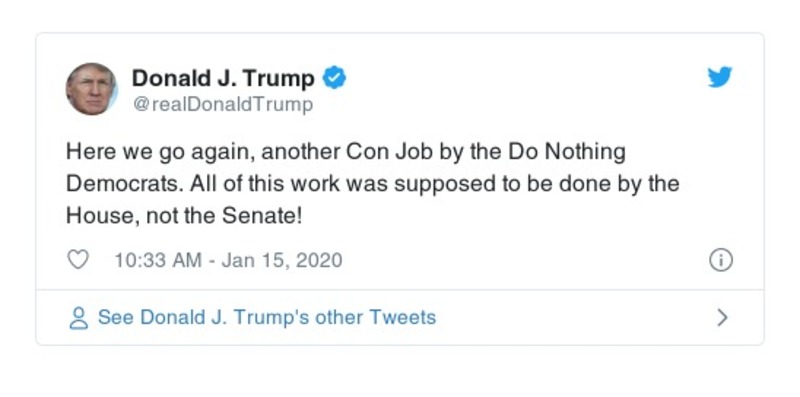 Donald J. Trump
@realDonaldTrump
Here we go again, another Con Job by the Do Nothing
Democrats. All of this work was supposed to be done by the
House, not the Senate!
10:33 AM - Jan 15, 2020
See Donald J. Trump's other Tweets